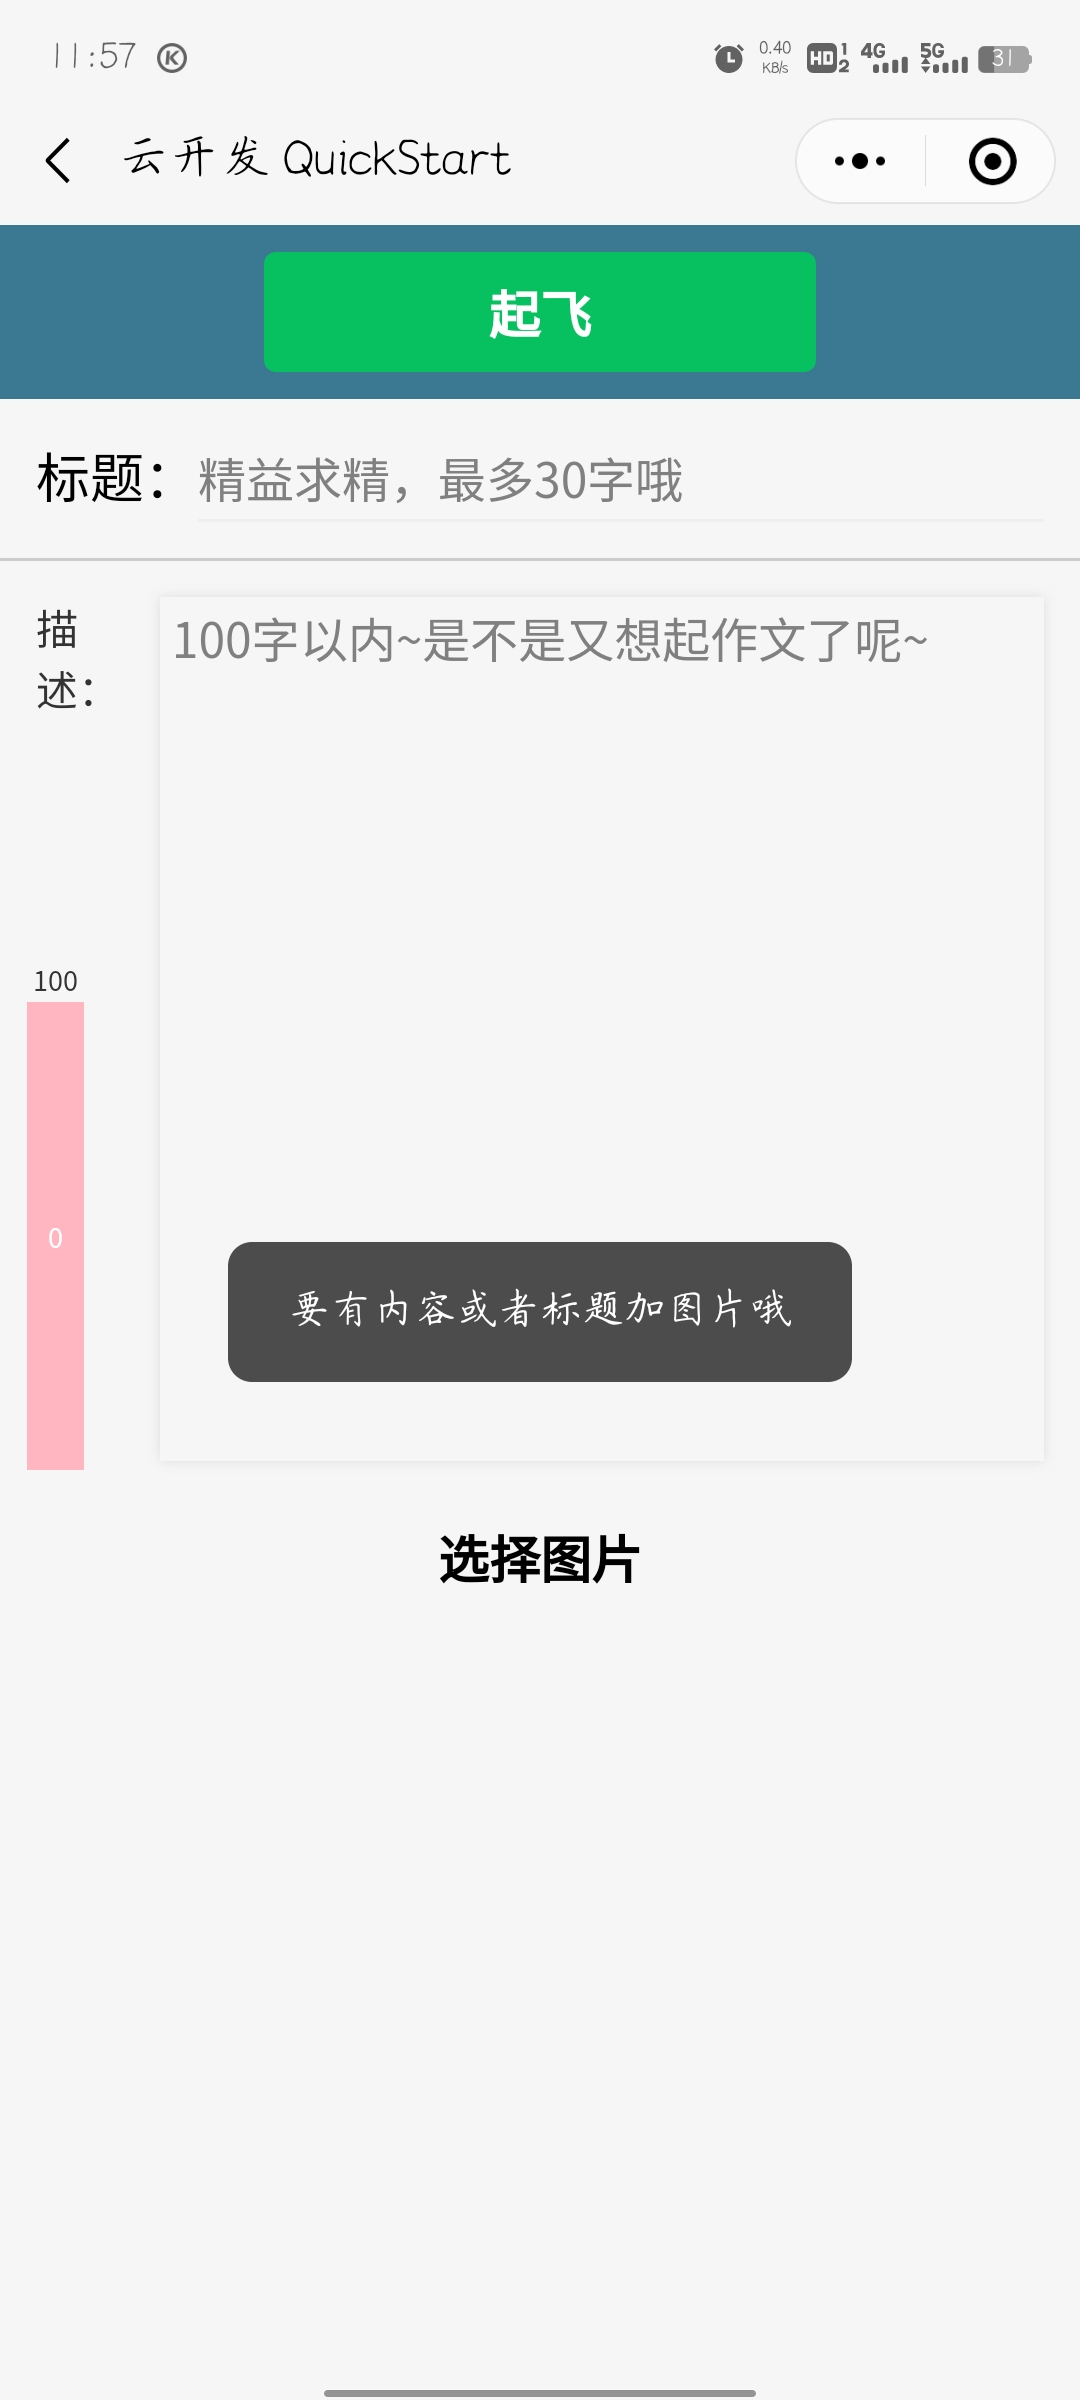 11:57 K 0.40 KB/s HD 1 2 4G 5G 31
云开发 QuickStart
起飞
标题：精益求精，最多30字哦
描
述：
100字以内~是不是又想起作文了呢~
100
0
要有内容或者标题加图片哦
选择图片